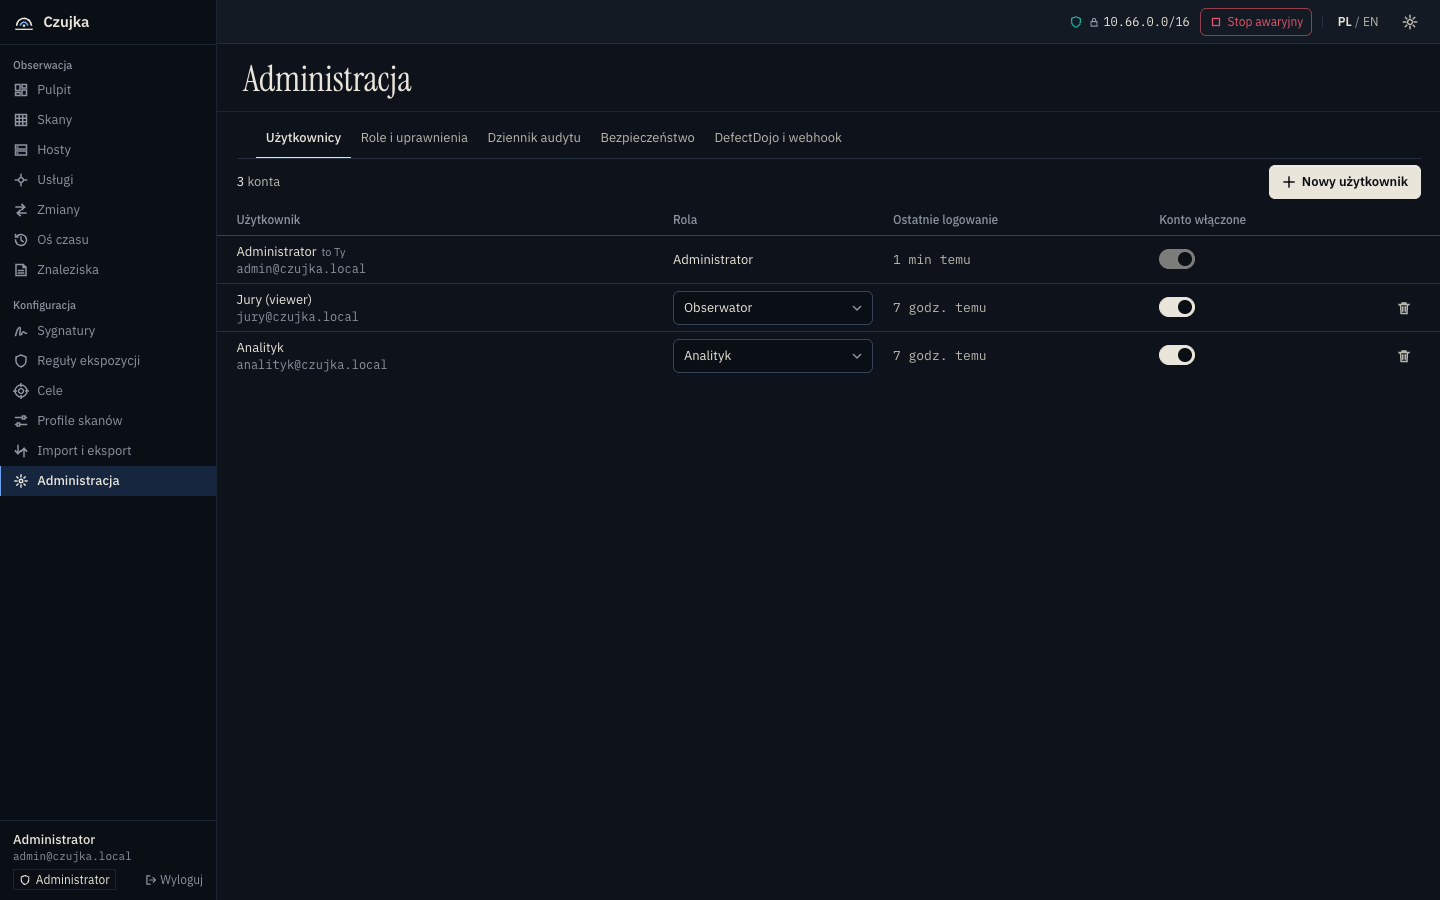 Czujka
10.66.0.0/16
Stop awaryjny
PL / EN
Obserwacja
Pulpit
Skany
Hosty
Usługi
Zmiany
Oś czasu
Znaleziska
Konfiguracja
Sygnatury
Reguły ekspozycji
Cele
Profile skanów
Import i eksport
Administracja
Administrator
admin@czujka.local
Administrator
Wyloguj
Administracja
Użytkownicy Role i uprawnienia Dziennik audytu Bezpieczeństwo DefectDojo i webhook
3 konta
Nowy użytkownik
Użytkownik Rola Ostatnie logowanie Konto włączone
Administrator to Ty
admin@czujka.local
Administrator
1 min temu
Jury (viewer)
jury@czujka.local
Obserwator
7 godz. temu
Analityk
analityk@czujka.local
Analityk
7 godz. temu